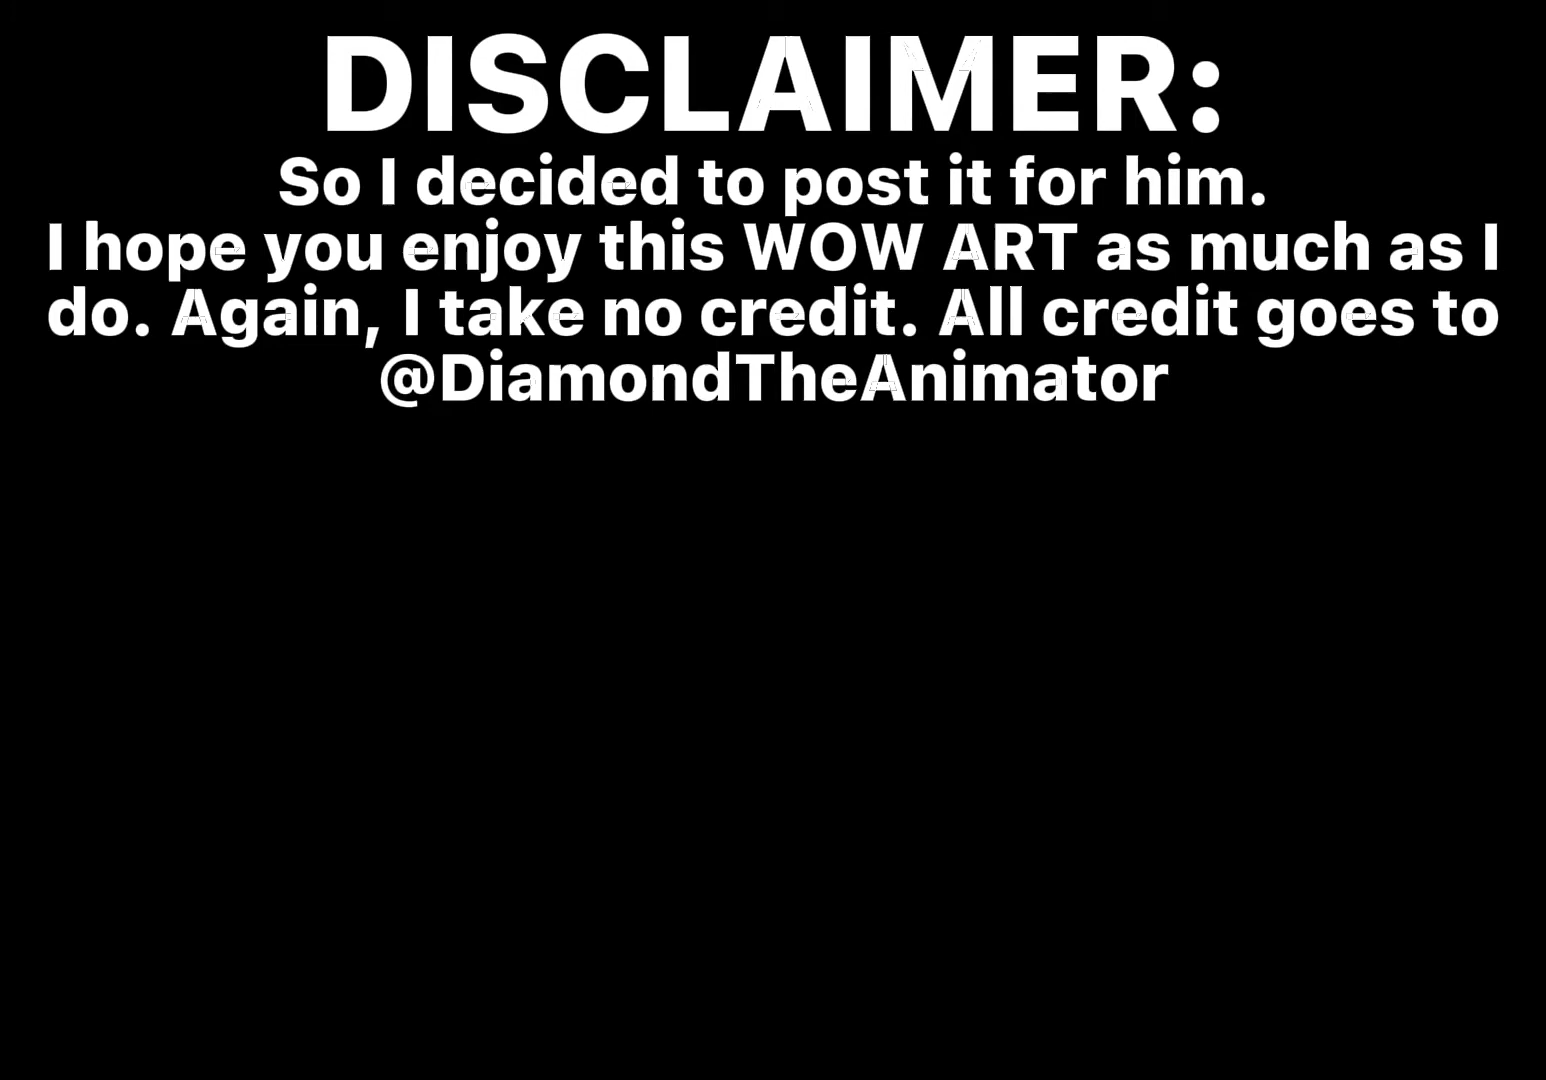 DISCLAIMER:
So I decided to post it for him.
I hope you enjoy this WOW ART as much as I
do. Again, I take no credit. All credit goes to
@DiamondTheAnimator